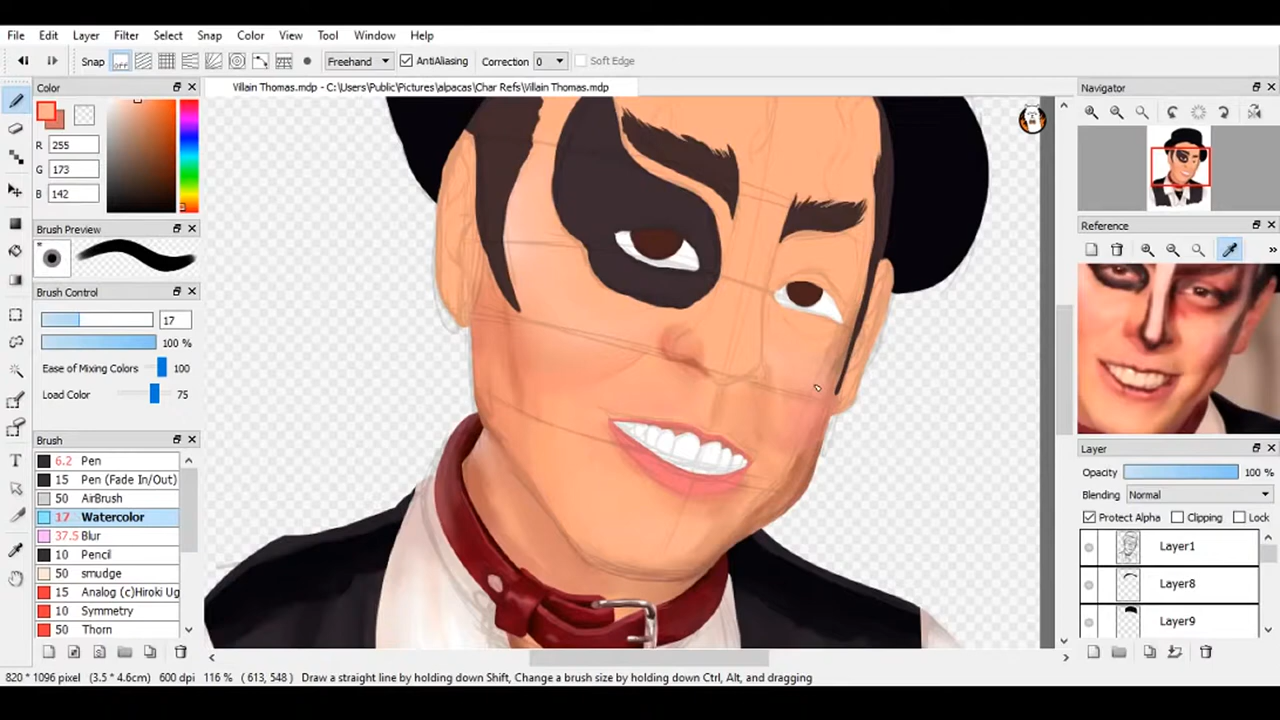 File Edit Layer Filter Select Snap Color View Tool Window Help
Snap OFF Freehand AntiAliasing Correction 0 Soft Edge
Color
Villain Thomas.mdp - C:\Users\Public\Pictures\alpacas\Char Refs\Villain Thomas.mdp
Navigator
R 255
G 173
B 142
Brush Preview
Reference
Brush Control
17
100 %
Ease of Mixing Colors 100
Load Color 75
Brush
6.2 Pen
15 Pen (Fade In/Out)
50 AirBrush
17 Watercolor
37.5 Blur
10 Pencil
50 smudge
15 Analog (c)Hiroki Ug
10 Symmetry
50 Thorn
Layer
Opacity 100 %
Blending Normal
Protect Alpha Clipping Lock
Layer1
Layer8
Layer9
820 * 1096 pixel (3.5 * 4.6cm) 600 dpi 116 % ( 613, 548 ) Draw a straight line by holding down Shift, Change a brush size by holding down Ctrl, Alt, and dragging